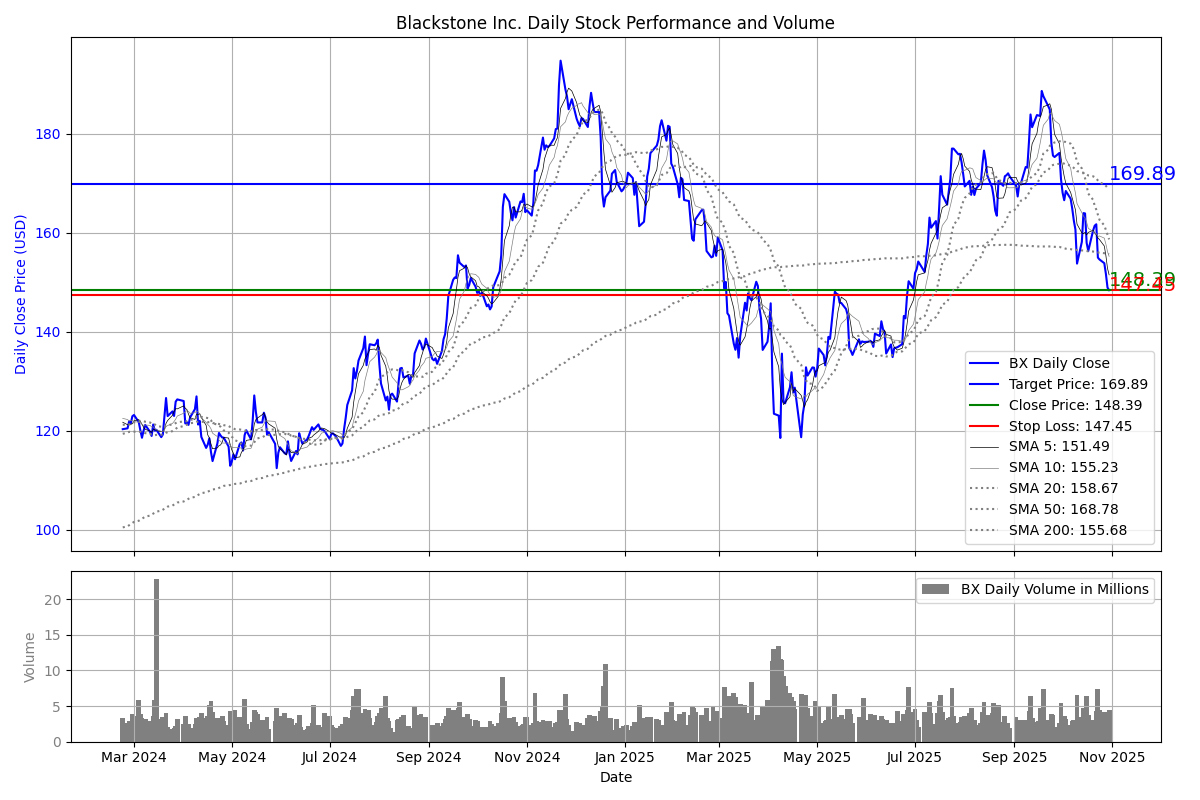 Blackstone Inc. Daily Stock Performance and Volume
Daily Close Price (USD)
180
160
140
120
100
169.89
148.39
147.45
BX Daily Close
Target Price: 169.89
Close Price: 148.39
Stop Loss: 147.45
SMA 5: 151.49
SMA 10: 155.23
SMA 20: 158.67
SMA 50: 168.78
SMA 200: 155.68
Volume
20
15
10
5
0
BX Daily Volume in Millions
Mar 2024 May 2024 Jul 2024 Sep 2024 Nov 2024 Jan 2025 Mar 2025 May 2025 Jul 2025 Sep 2025 Nov 2025
Date